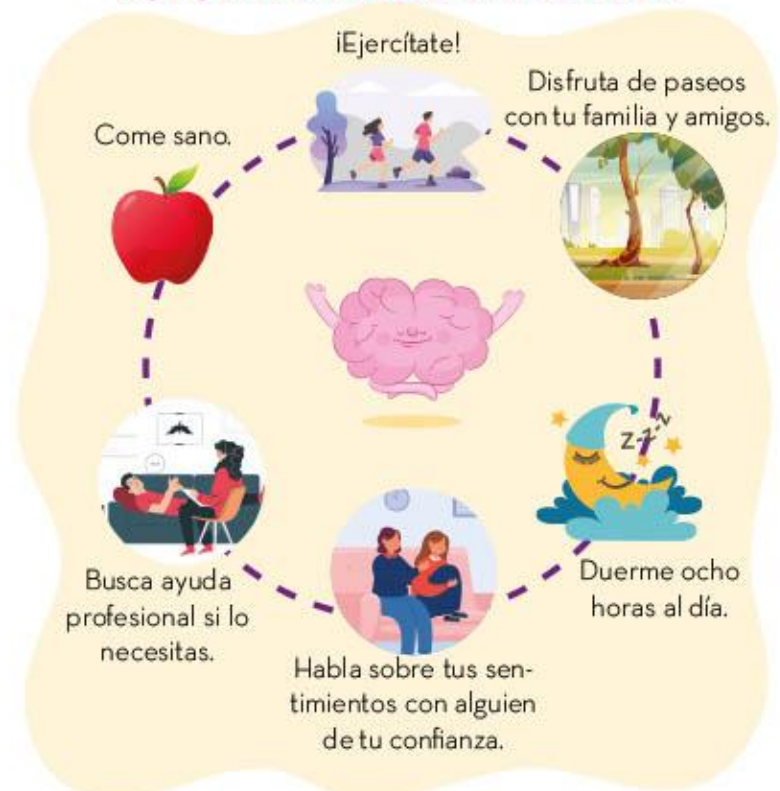 ¡Ejercítate!
Disfruta de paseos
con tu familia y amigos.
Come sano.
Z-z-z
Duerme ocho
horas al día.
Busca ayuda
profesional si lo
necesitas.
Habla sobre tus sen-
timientos con alguien
de tu confianza.